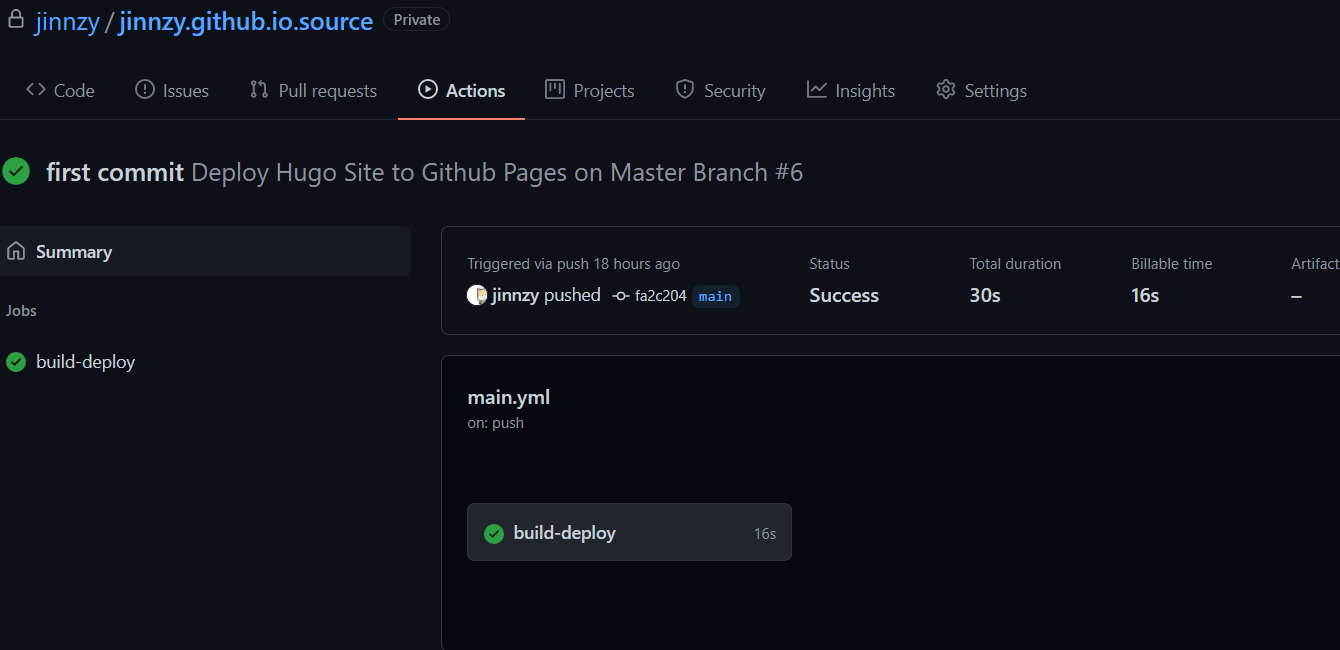 jinnzy / jinnzy.github.io.source Private
Code Issues Pull requests Actions Projects Security Insights Settings
first commit Deploy Hugo Site to Github Pages on Master Branch #6
Summary
Jobs
build-deploy
Triggered via push 18 hours ago
jinnzy pushed fa2c204 main
Status
Success
Total duration
30s
Billable time
16s
Artifact
–
main.yml
on: push
build-deploy 16s